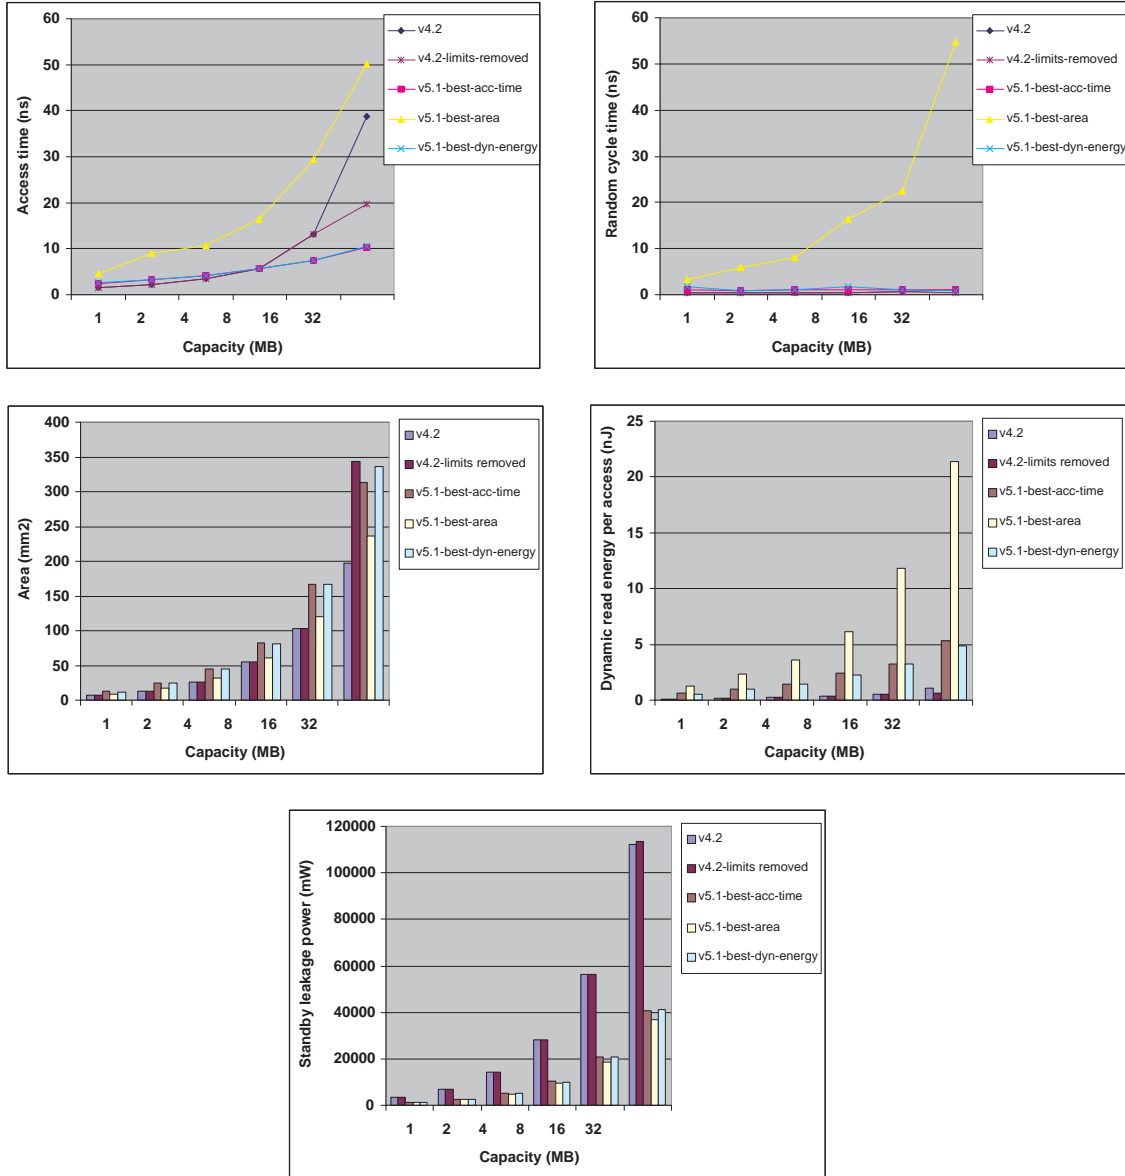 60
50
40
30
20
10
0
Access time (ns)
1 2 4 8 16 32
Capacity (MB)
v4.2
v4.2-limits-removed
v5.1-best-acc-time
v5.1-best-area
v5.1-best-dyn-energy
60
50
40
30
20
10
0
Random cycle time (ns)
1 2 4 8 16 32
Capacity (MB)
v4.2
v4.2-limits-removed
v5.1-best-acc-time
v5.1-best-area
v5.1-best-dyn-energy
400
350
300
250
200
150
100
50
0
Area (mm2)
1 2 4 8 16 32
Capacity (MB)
v4.2
v4.2-limits removed
v5.1-best-acc-time
v5.1-best-area
v5.1-best-dyn-energy
25
20
15
10
5
0
Dynamic read energy per access (nJ)
1 2 4 8 16 32
Capacity (MB)
v4.2
v4.2-limits removed
v5.1-best-acc-time
v5.1-best-area
v5.1-best-dyn-energy
120000
100000
80000
60000
40000
20000
0
Standby leakage power (mW)
1 2 4 8 16 32
Capacity (MB)
v4.2
v4.2-limits removed
v5.1-best-acc-time
v5.1-best-area
v5.1-best-dyn-energy